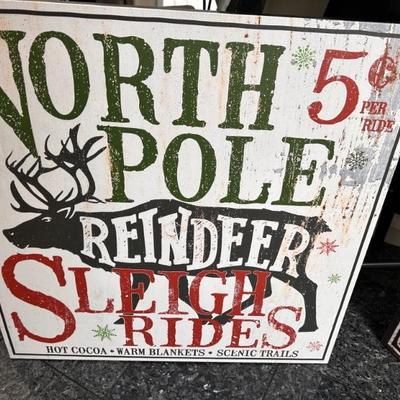 NORTH
5¢
PER
RIDE
POLE
REINDEER
SLEIGH
RIDES
HOT COCOA • WARM BLANKETS • SCENIC TRAILS